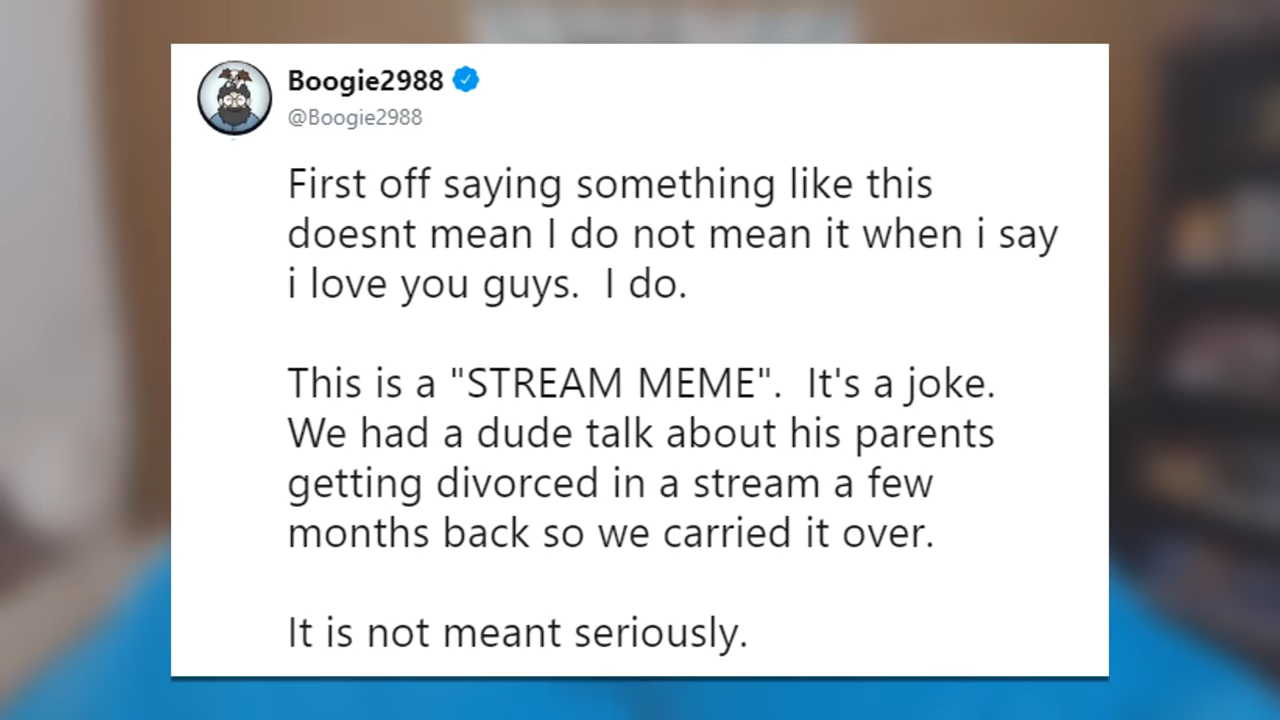 Boogie2988
@Boogie2988
First off saying something like this
doesnt mean I do not mean it when i say
i love you guys.  I do.
This is a "STREAM MEME".  It's a joke.
We had a dude talk about his parents
getting divorced in a stream a few
months back so we carried it over.
It is not meant seriously.